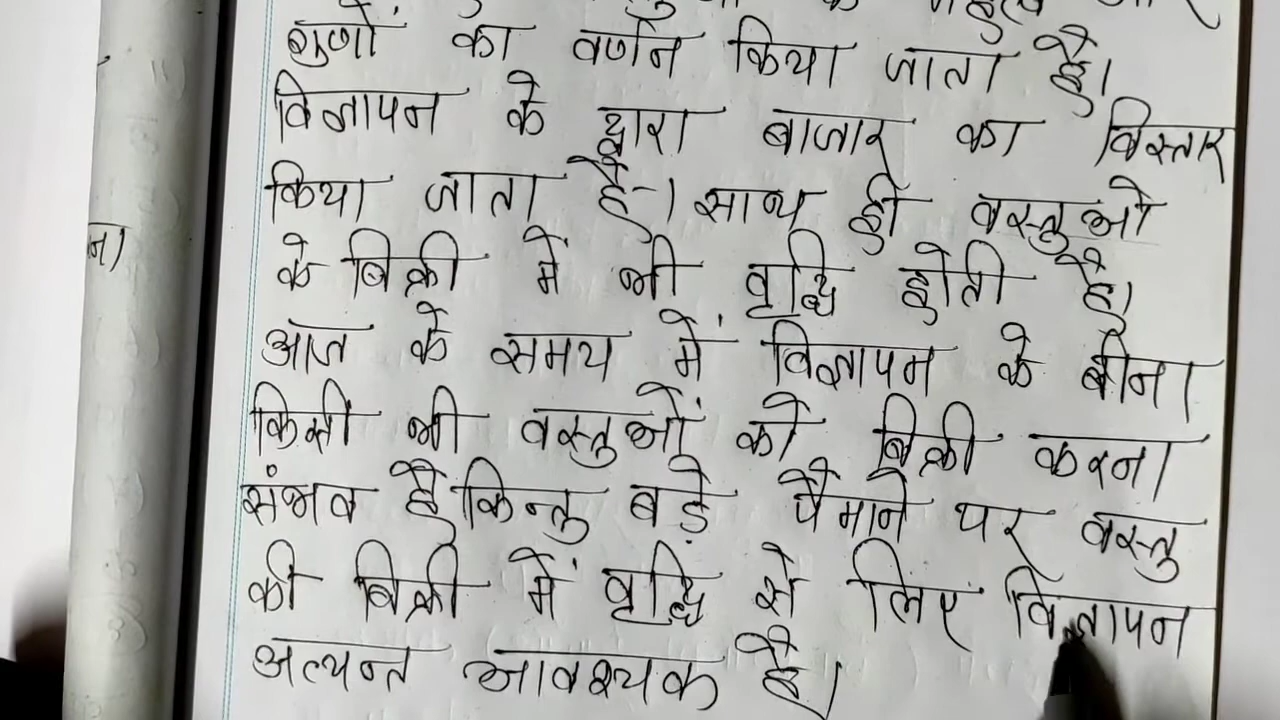 गुणों का वर्णन किया जाता है।
विज्ञापन के द्वारा बाजार का विस्तार
किया जाता है। साथ ही वस्तुओ
के बिक्री में भी वृद्धि होती है।
आज के समय में विज्ञापन के बीना
किसी भी वस्तुओं को बिक्री करना
संभव है किन्तु बड़े पैमाने पर वस्तु
की बिक्री में वृद्धि से लिए विज्ञापन
अत्यन्त आवश्यक है।